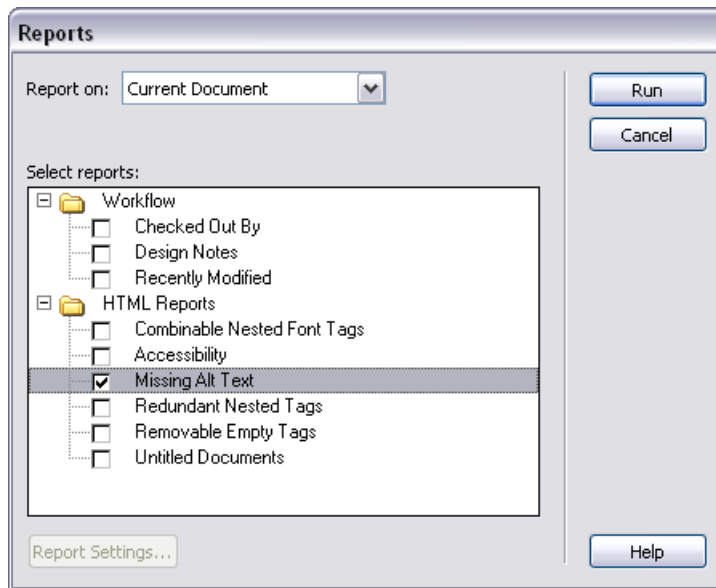 Reports
Report on: Current Document
Run
Cancel
Select reports:
Workflow
Checked Out By
Design Notes
Recently Modified
HTML Reports
Combinable Nested Font Tags
Accessibility
Missing Alt Text
Redundant Nested Tags
Removable Empty Tags
Untitled Documents
Report Settings...
Help